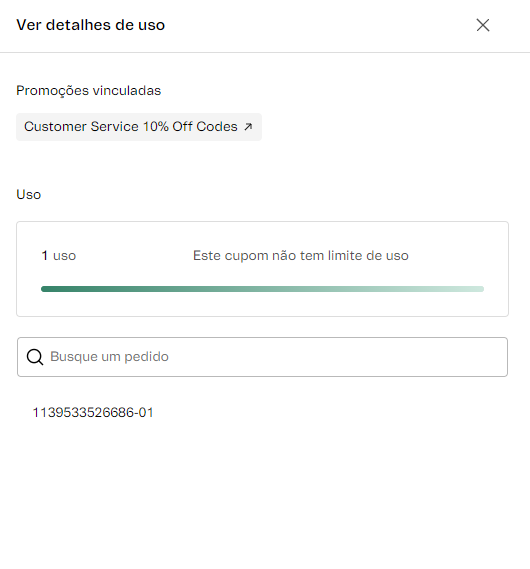 Ver detalhes de uso
Promoções vinculadas
Customer Service 10% Off Codes ↗
Uso
1 uso Este cupom não tem limite de uso
Busque um pedido
1139533526686-01